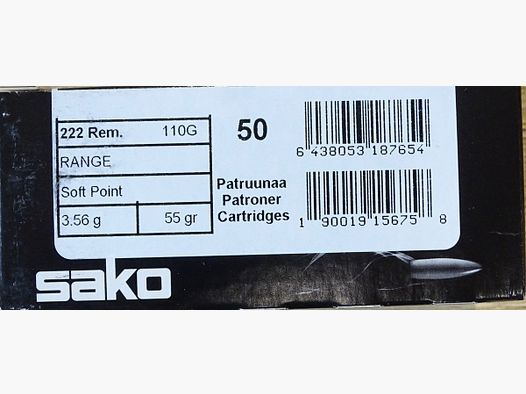 222 Rem. 110G
RANGE
Soft Point
3.56 g 55 gr
50
Patruunaa
Patroner
Cartridges
6 438053 187654
1 90019 15675 8
sako